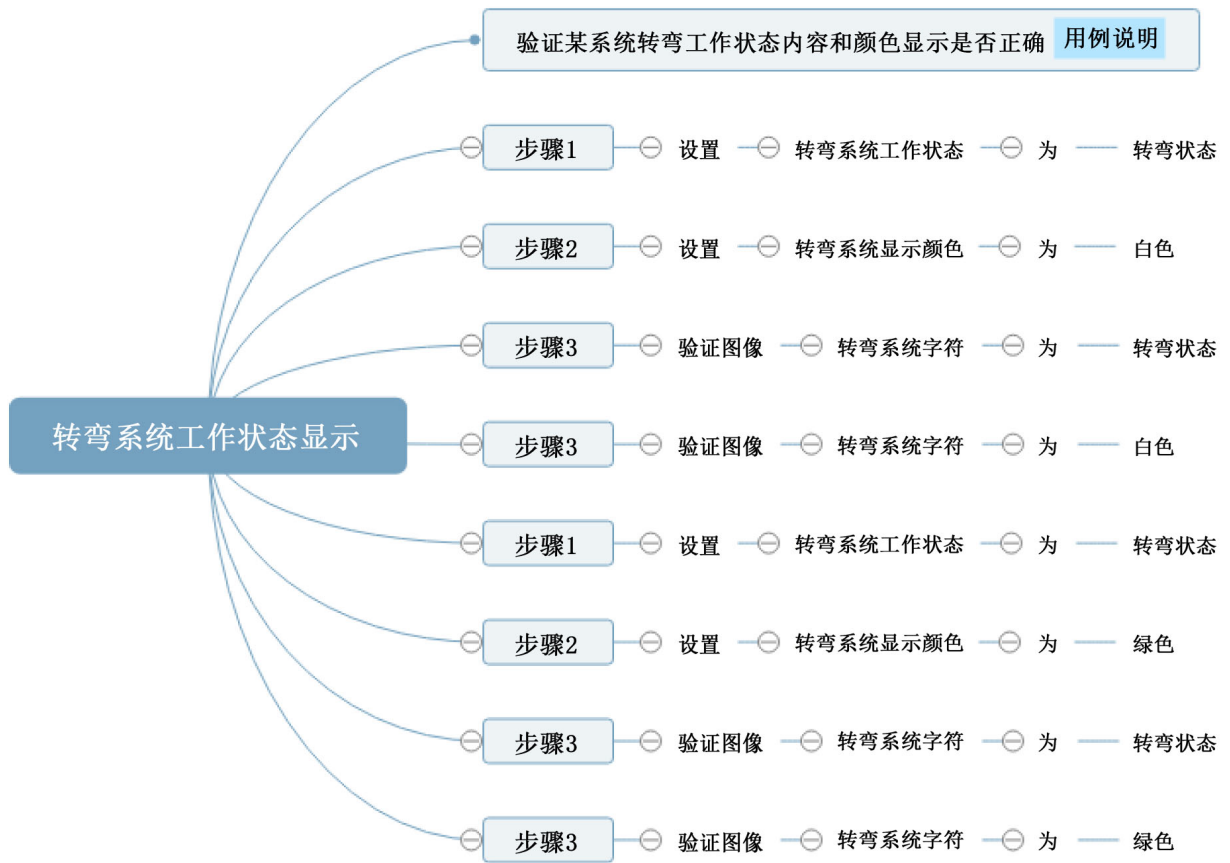 验证某系统转弯工作状态内容和颜色显示是否正确 用例说明
步骤1 设置 转弯系统工作状态 为 转弯状态
步骤2 设置 转弯系统显示颜色 为 白色
步骤3 验证图像 转弯系统字符 为 转弯状态
转弯系统工作状态显示
步骤3 验证图像 转弯系统字符 为 白色
步骤1 设置 转弯系统工作状态 为 转弯状态
步骤2 设置 转弯系统显示颜色 为 绿色
步骤3 验证图像 转弯系统字符 为 转弯状态
步骤3 验证图像 转弯系统字符 为 绿色